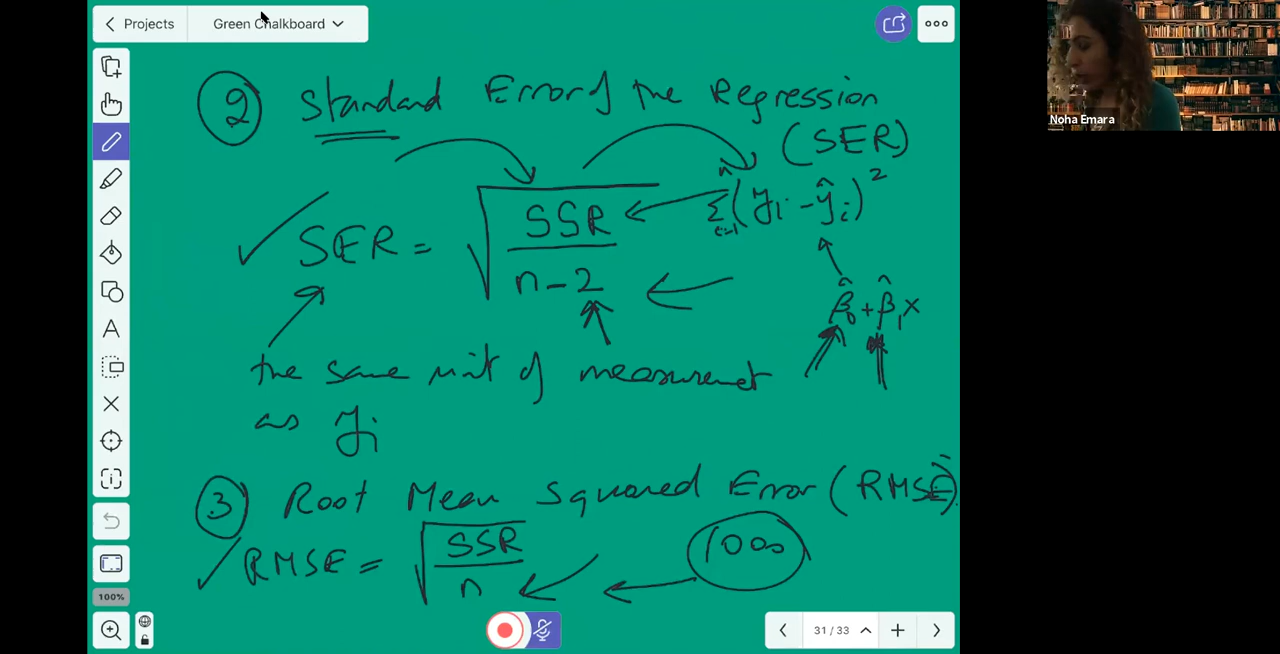 Projects
Green Chalkboard
2 Standard Error of the Regression
(SER)
SER = √ SSR / n-2
n Σ i=1 (yi - ŷi)²
β̂0 + β̂1 x
the same unit of measuremet
as yi
3 Root Mean Squared Error (RMSE)
RMSE = √ SSR / n
1000
100%
31 / 33
Noha Emara